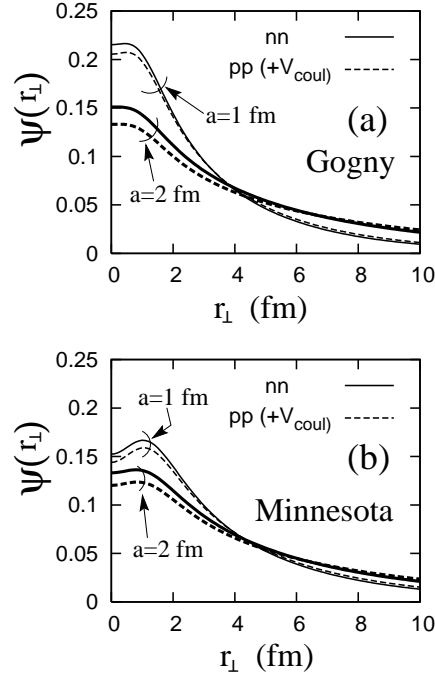 0.25
0.2
0.15
0.1
0.05
0
0 2 4 6 8 10
ψ(r⊥)
r⊥ (fm)
nn
pp (+Vcoul)
a=1 fm
a=2 fm
(a)
Gogny
0.25
0.2
0.15
0.1
0.05
0
0 2 4 6 8 10
ψ(r⊥)
r⊥ (fm)
nn
pp (+Vcoul)
a=1 fm
a=2 fm
(b)
Minnesota